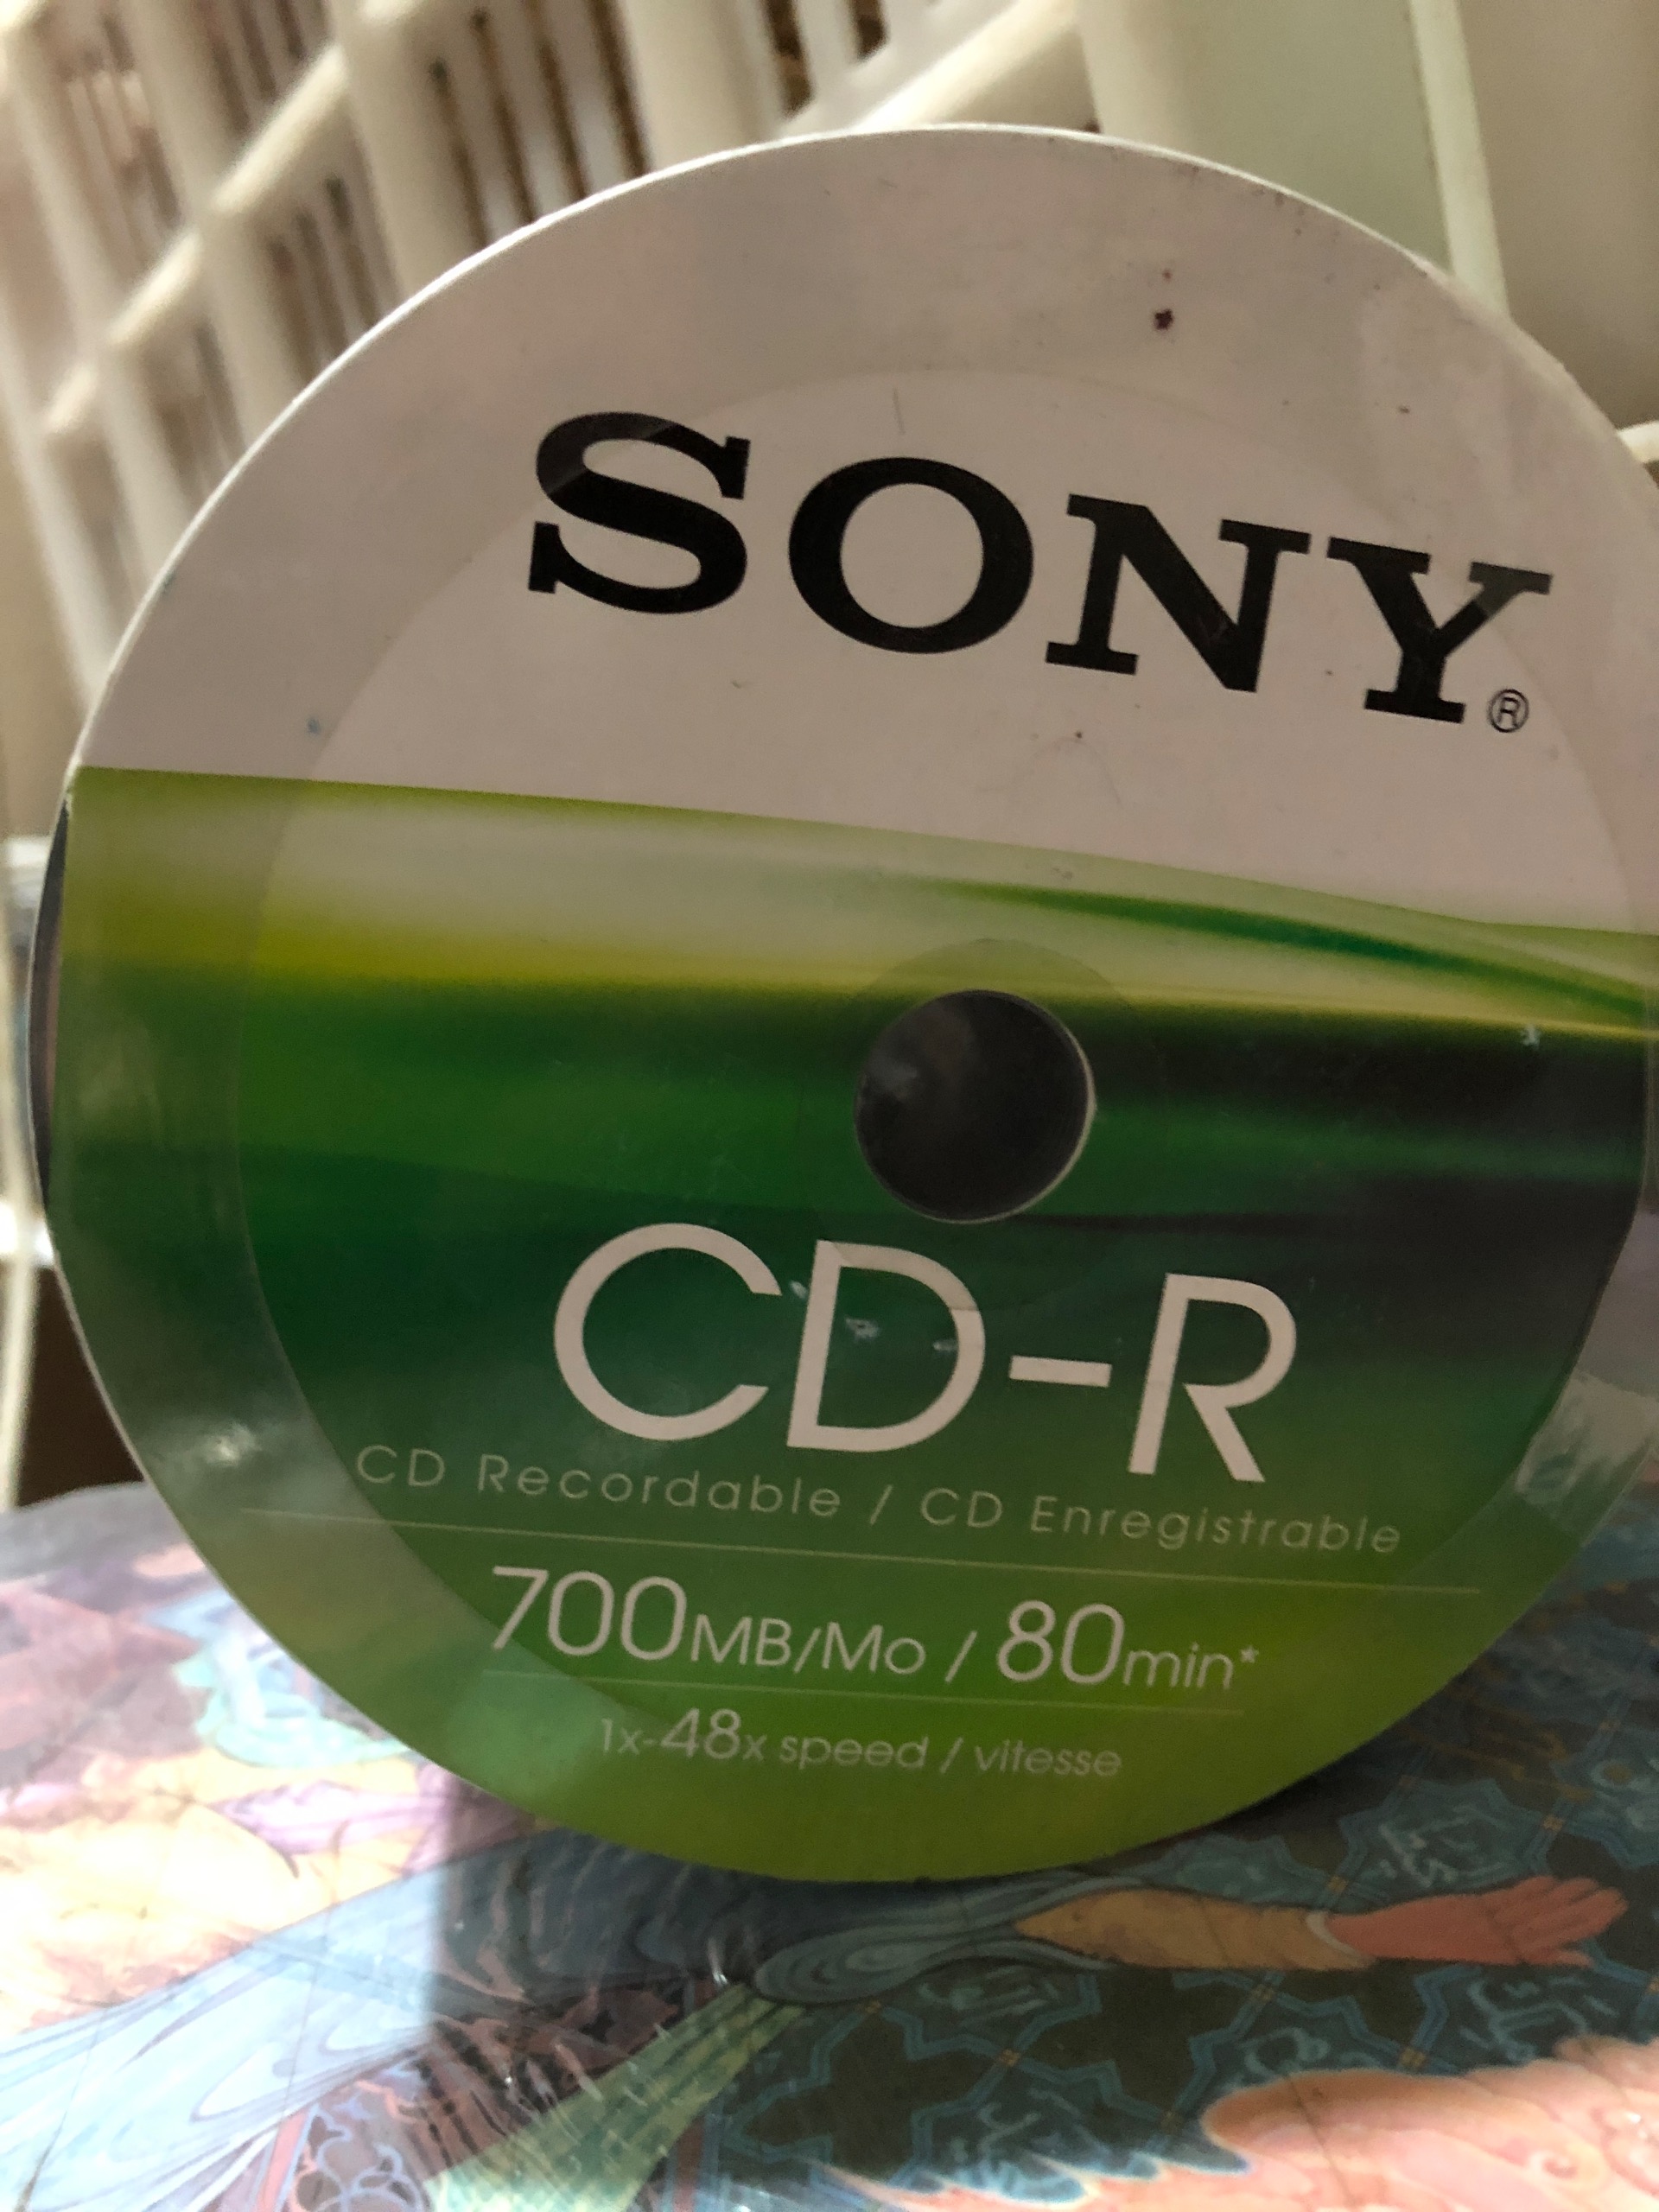 SONY®
CD-R
CD Recordable / CD Enregistrable
700MB/Mo / 80min*
1x-48x speed / vitesse